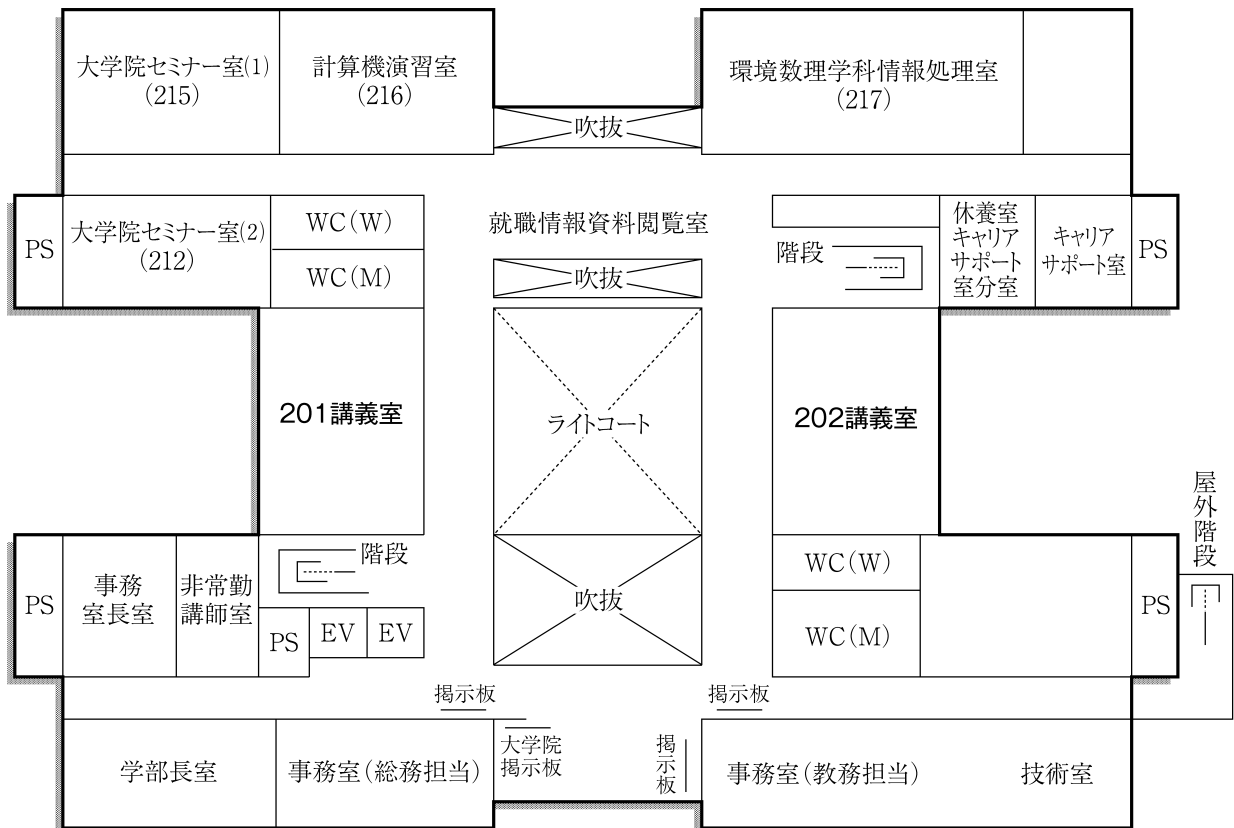 大学院セミナー室(1)
(215)
計算機演習室
(216)
吹抜
環境数理学科情報処理室
(217)
PS
大学院セミナー室(2)
(212)
WC(W)
WC(M)
就職情報資料閲覧室
吹抜
階段
休養室
キャリア
サポート
室分室
キャリア
サポート室
PS
201講義室
ライトコート
202講義室
屋外階段
PS
事務
室長室
非常勤
講師室
階段
PS
EV
EV
吹抜
WC(W)
WC(M)
PS
掲示板
掲示板
学部長室
事務室(総務担当)
大学院
掲示板
掲示板
事務室(教務担当)
技術室